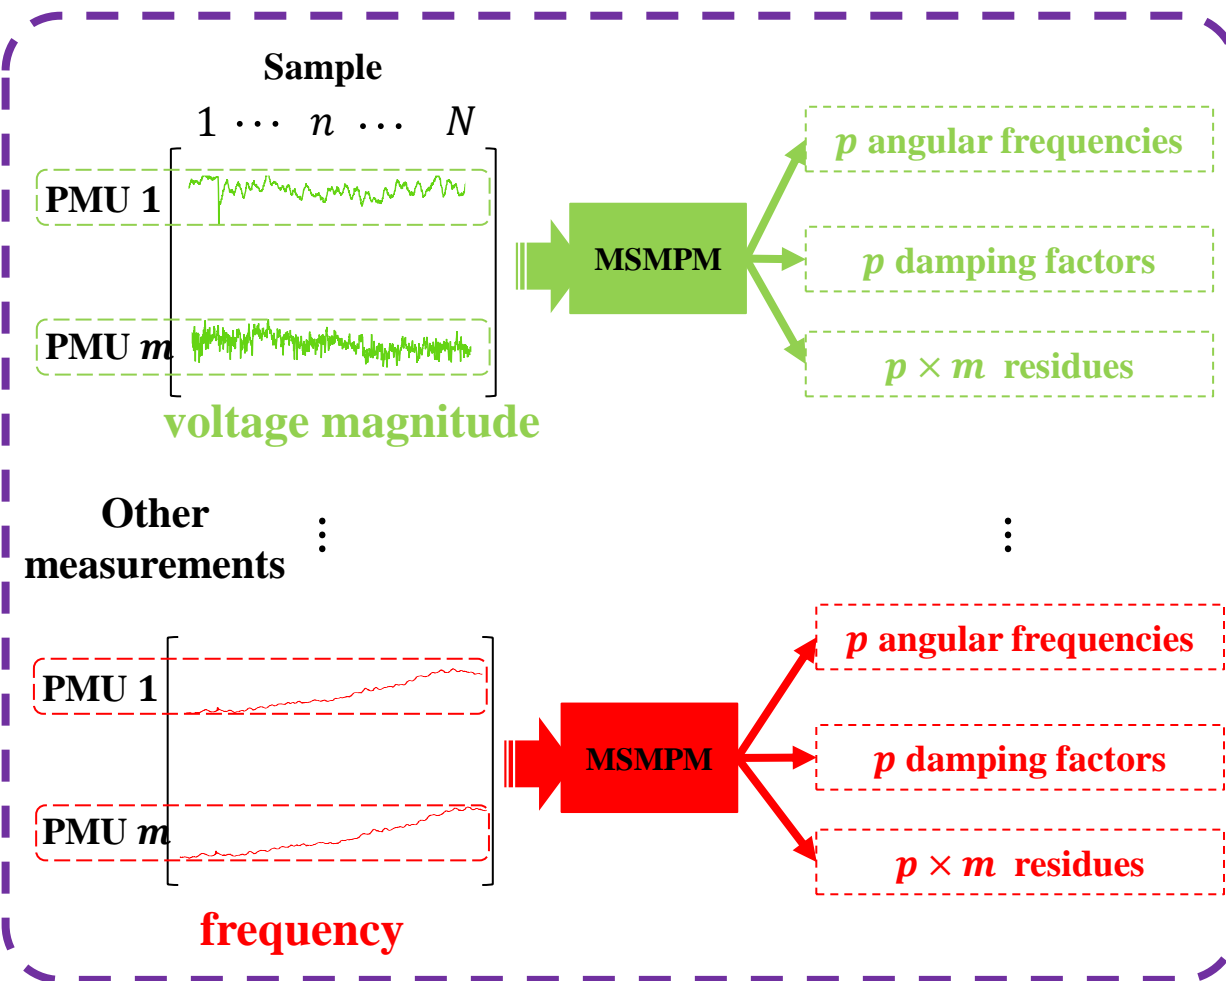 Sample
1 ⋯ n ⋯ N
PMU 1
PMU m
voltage magnitude
MSMPM
p angular frequencies
p damping factors
p × m residues
Other
measurements
⋮
⋮
PMU 1
PMU m
frequency
MSMPM
p angular frequencies
p damping factors
p × m residues